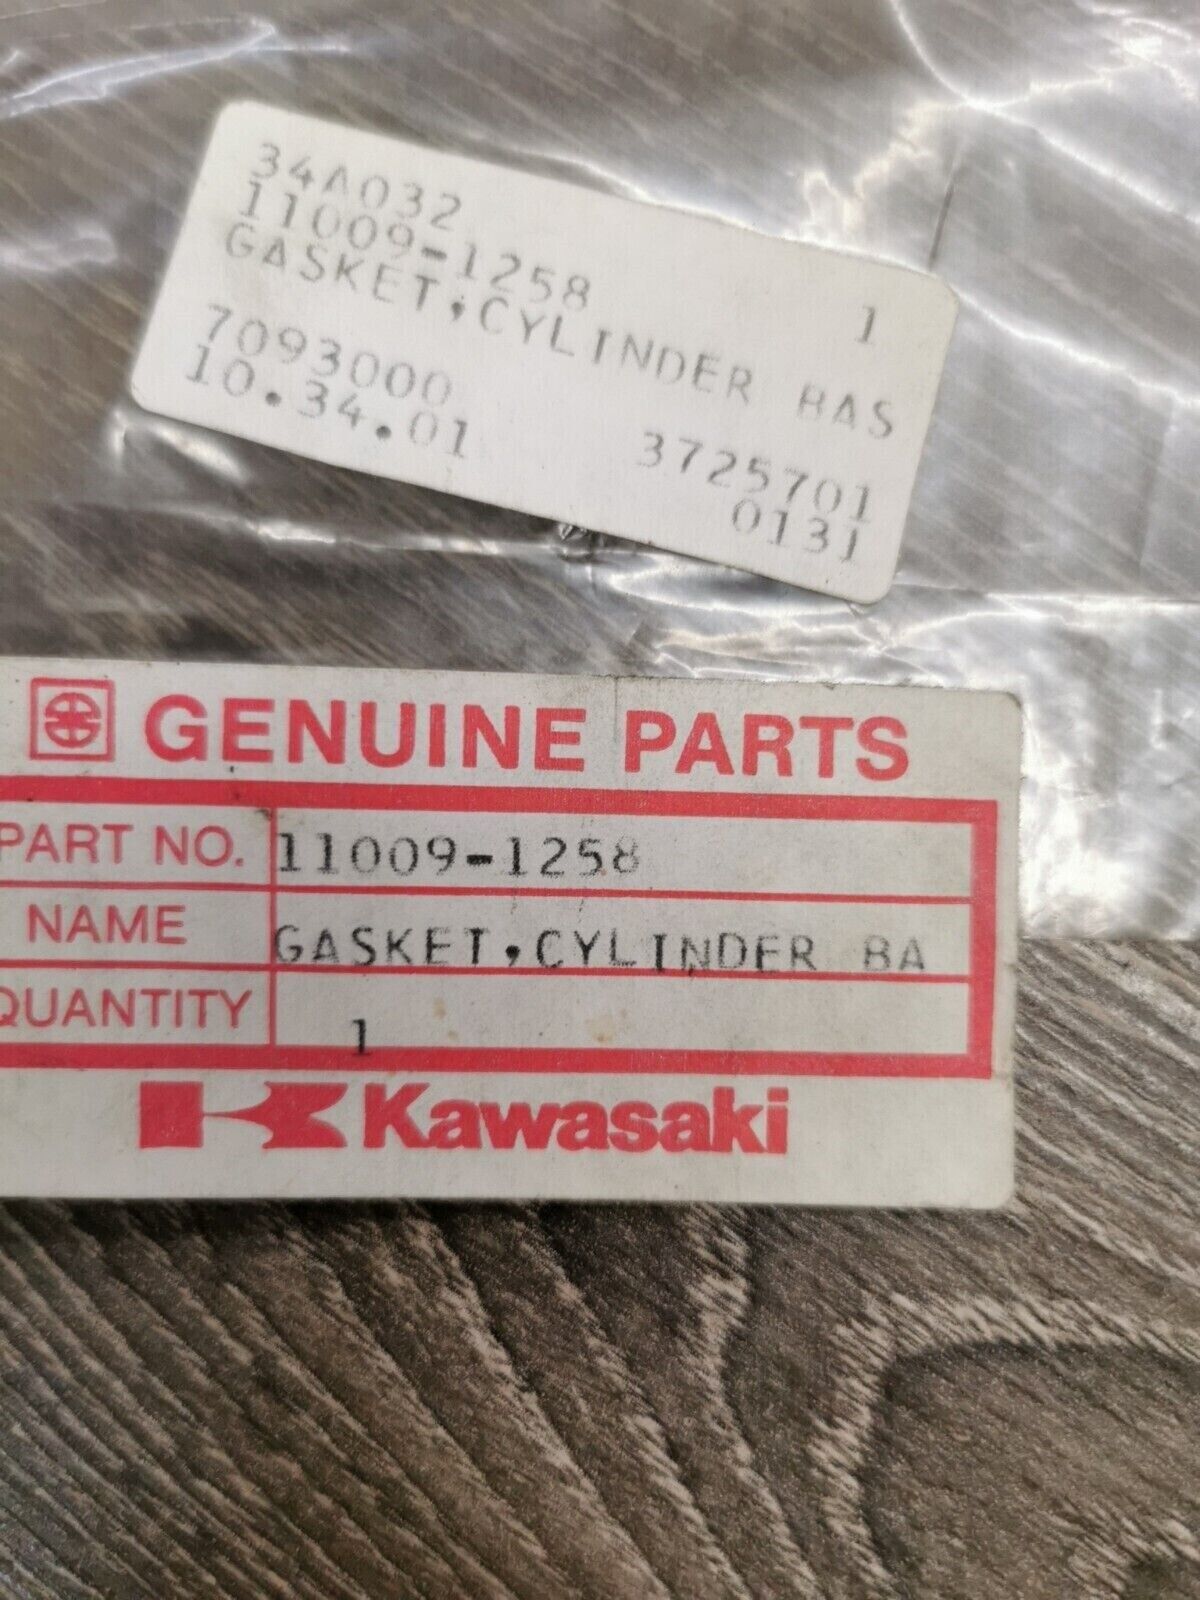 34A032
11009-1258 1
GASKET,CYLINDER BAS
7093000 3725701
10.34.01 0131
GENUINE PARTS
PART NO. 11009-1258
NAME GASKET,CYLINDER BA
QUANTITY 1
Kawasaki